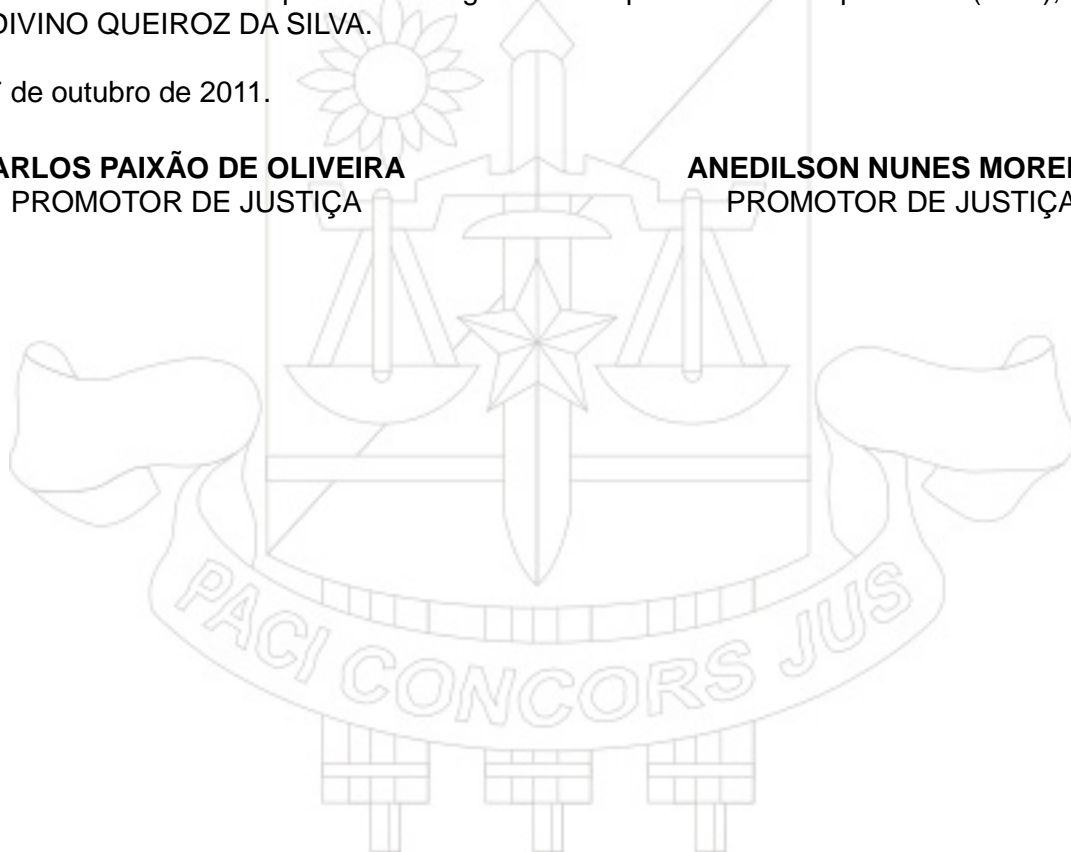 DIVINO QUEIROZ DA SILVA.
de outubro de 2011.
ARLOS PAIXÃO DE OLIVEIRA
ANEDILSON NUNES MOREI
PROMOTOR DE JUSTIÇA
PROMOTOR DE JUSTIÇA
PACI CONCORS JUS